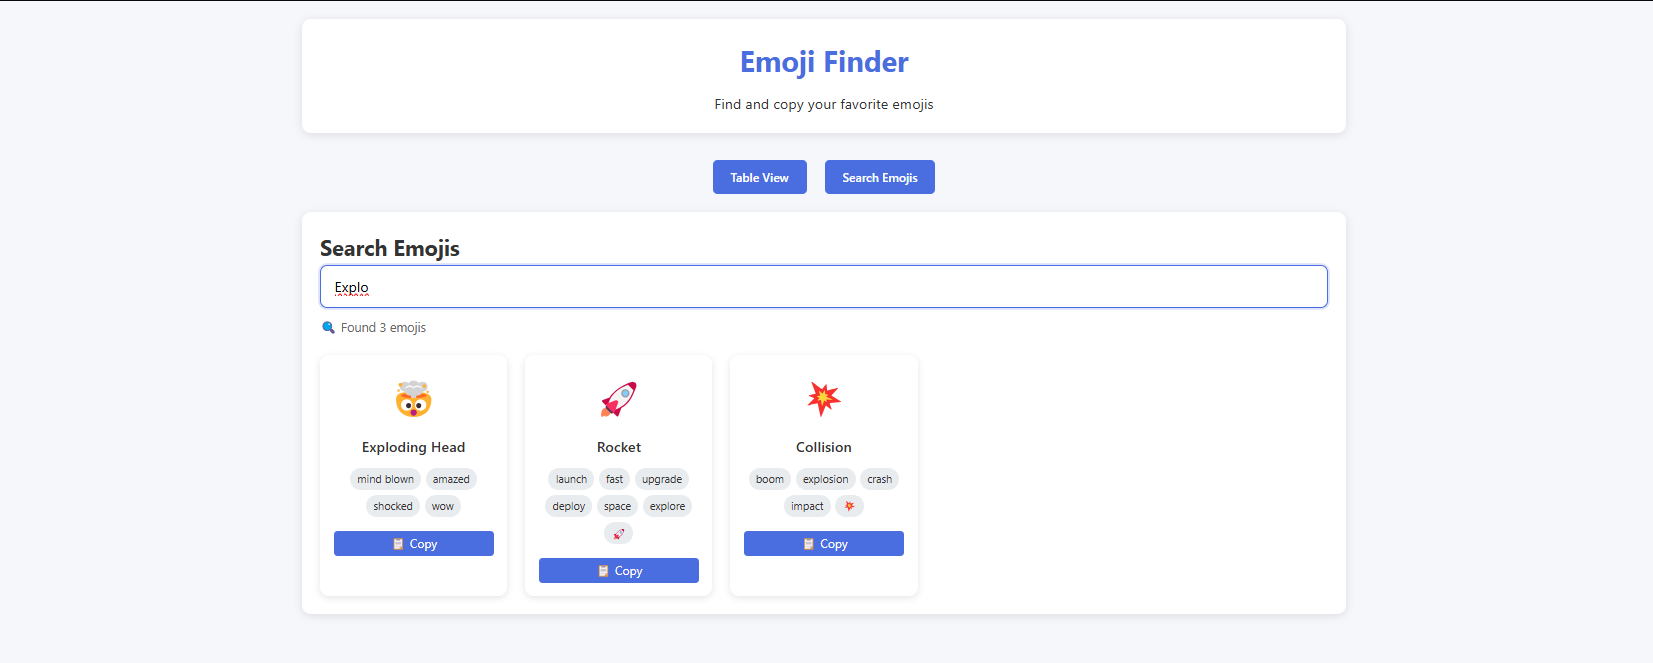 Emoji Finder
Find and copy your favorite emojis
Table View
Search Emojis
Search Emojis
Explo
🔍 Found 3 emojis
🤯
Exploding Head
mind blown
amazed
shocked
wow
📋 Copy
🚀
Rocket
launch
fast
upgrade
deploy
space
explore
🚀
📋 Copy
💥
Collision
boom
explosion
crash
impact
💥
📋 Copy